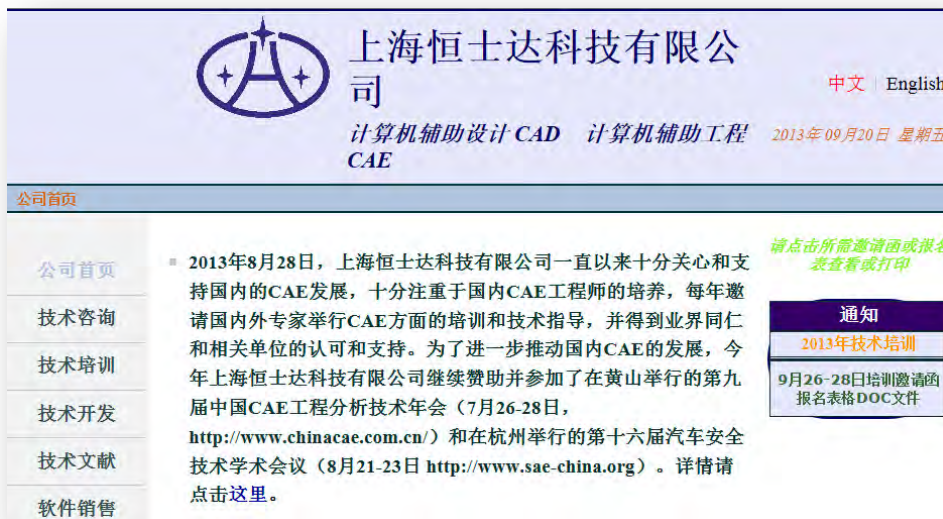 上海恒士达科技有限公
司
中文 English
计算机辅助设计 CAD 计算机辅助工程
CAE
2013年 09月20日 星期五
公司首页
公司首页
技术咨询
技术培训
技术开发
技术文献
软件销售
2013年8月28日，上海恒士达科技有限公司一直以来十分关心和支
持国内的CAE发展，十分注重于国内CAE工程师的培养，每年邀
请国内外专家举行CAE方面的培训和技术指导，并得到业界同仁
和相关单位的认可和支持。为了进一步推动国内CAE的发展，今
年上海恒士达科技有限公司继续赞助并参加了在黄山举行的第九
届中国CAE工程分析技术年会（7月26-28日，
http://www.chinacae.com.cn/）和在杭州举行的第十六届汽车安全
技术学术会议（8月21-23日 http://www.sae-china.org）。详情请
点击这里。
请点击所需邀请函或报名
表查看或打印
通知
2013年技术培训
9月26-28日培训邀请函
报名表格DOC文件